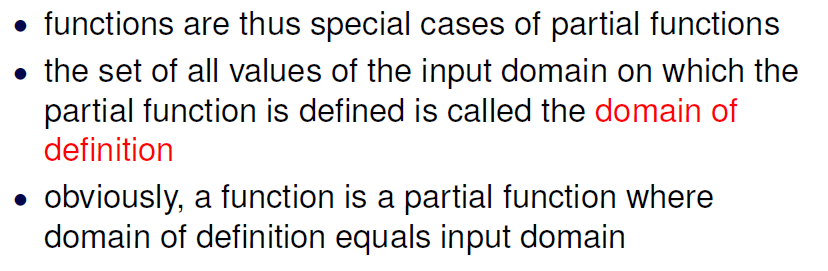 • functions are thus special cases of partial functions
• the set of all values of the input domain on which the
partial function is defined is called the domain of
definition
• obviously, a function is a partial function where
domain of definition equals input domain